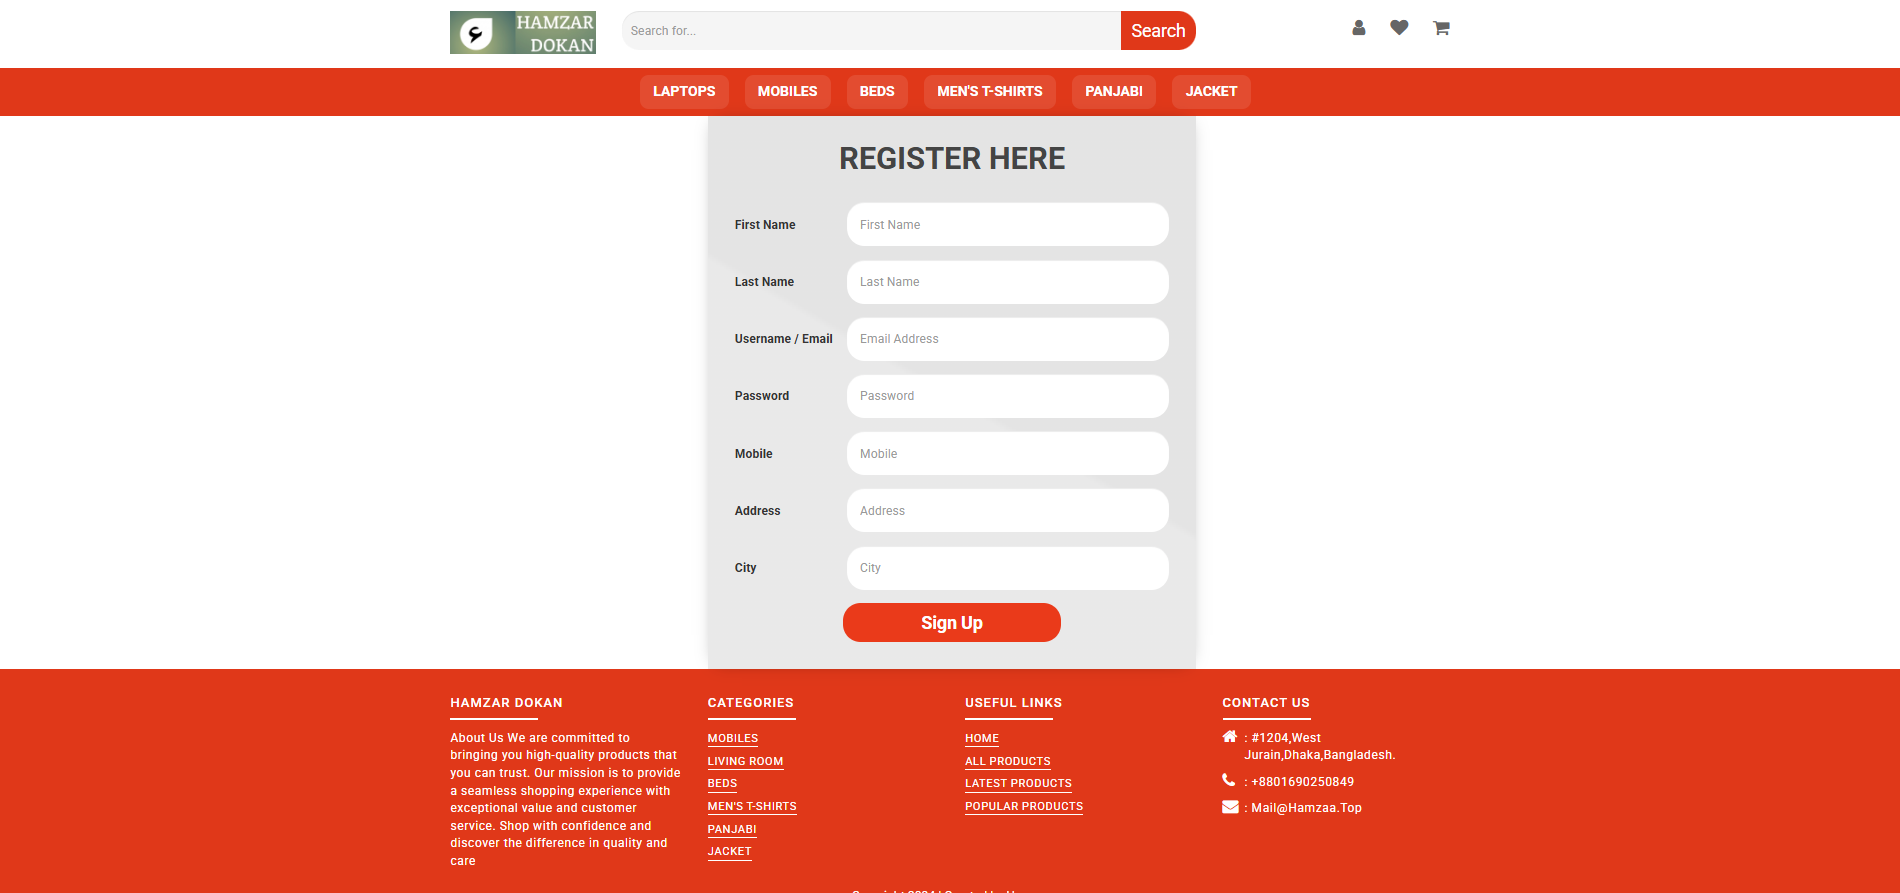 HAMZAR
DOKAN
Search for...
Search
LAPTOPS
MOBILES
BEDS
MEN'S T-SHIRTS
PANJABI
JACKET
REGISTER HERE
First Name
First Name
Last Name
Last Name
Username / Email
Email Address
Password
Password
Mobile
Mobile
Address
Address
City
City
Sign Up
HAMZAR DOKAN
About Us We are committed to
bringing you high-quality products that
you can trust. Our mission is to provide
a seamless shopping experience with
exceptional value and customer
service. Shop with confidence and
discover the difference in quality and
care
CATEGORIES
MOBILES
LIVING ROOM
BEDS
MEN'S T-SHIRTS
PANJABI
JACKET
USEFUL LINKS
HOME
ALL PRODUCTS
LATEST PRODUCTS
POPULAR PRODUCTS
CONTACT US
: #1204,West
Jurain,Dhaka,Bangladesh.
: +8801690250849
: Mail@Hamzaa.Top